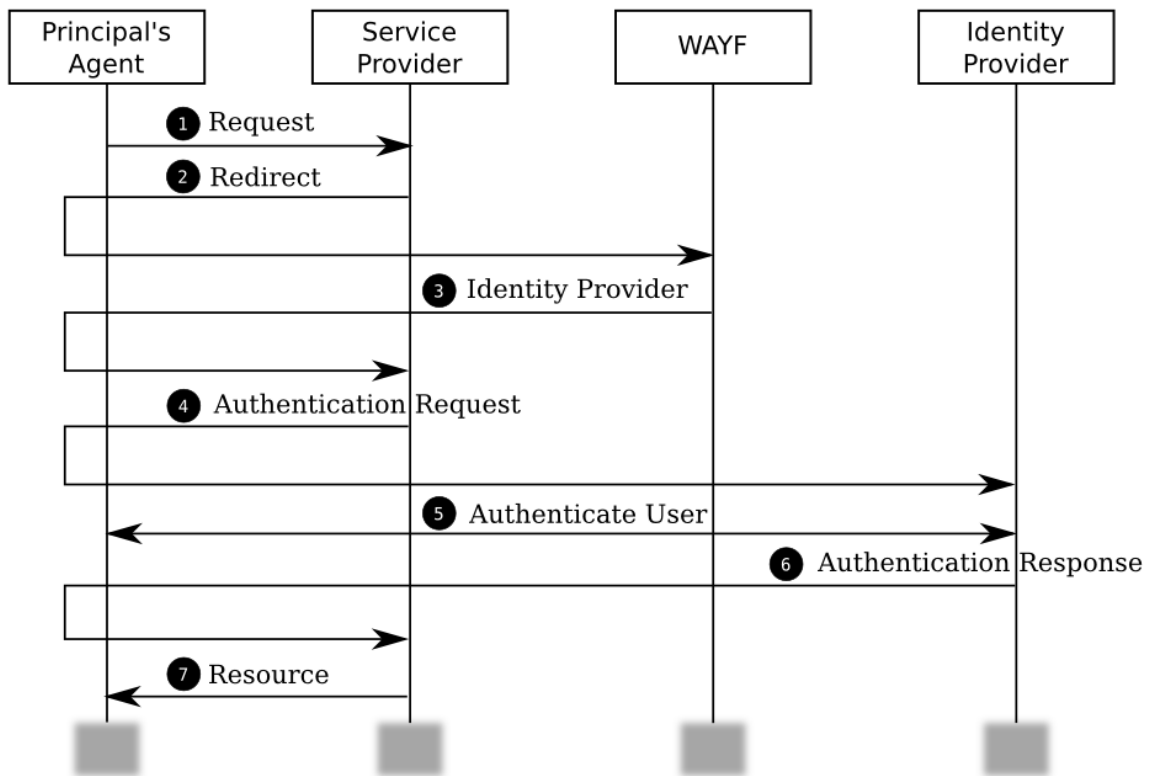 Principal's
Agent
Service
Provider
WAYF
Identity
Provider
1 Request
2 Redirect
3 Identity Provider
4 Authentication Request
5 Authenticate User
6 Authentication Response
7 Resource